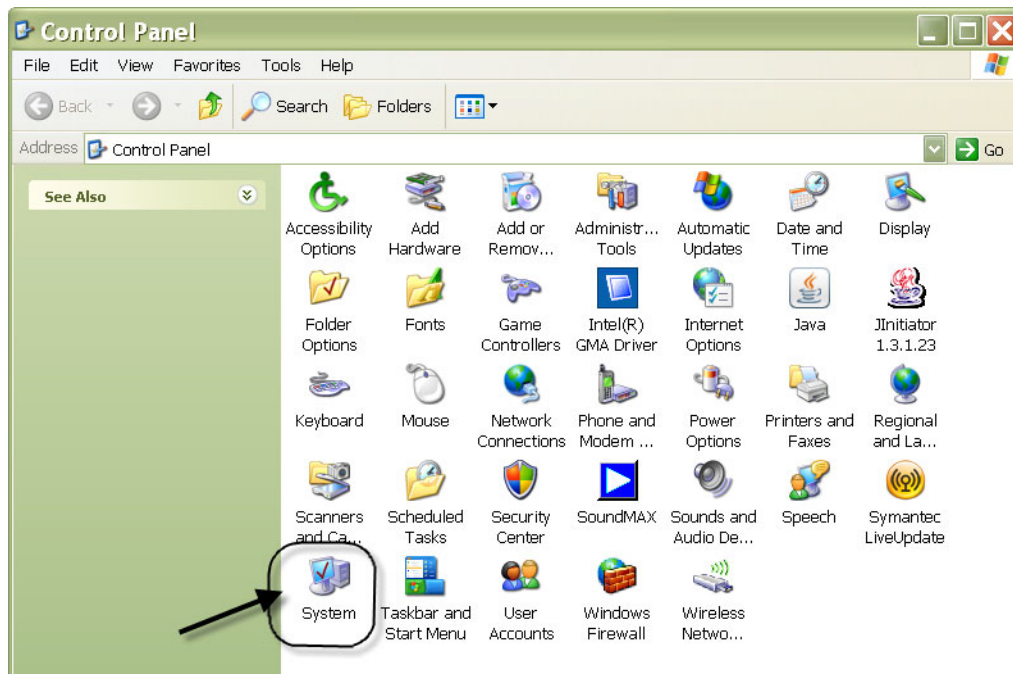 Control Panel
File Edit View Favorites Tools Help
Back Search Folders
Address Control Panel Go
See Also
Accessibility Options
Add Hardware
Add or Remov...
Administr... Tools
Automatic Updates
Date and Time
Display
Folder Options
Fonts
Game Controllers
Intel(R) GMA Driver
Internet Options
Java
JInitiator 1.3.1.23
Keyboard
Mouse
Network Connections
Phone and Modem ...
Power Options
Printers and Faxes
Regional and La...
Scanners and Ca...
Scheduled Tasks
Security Center
SoundMAX
Sounds and Audio De...
Speech
Symantec LiveUpdate
System
Taskbar and Start Menu
User Accounts
Windows Firewall
Wireless Netwo...